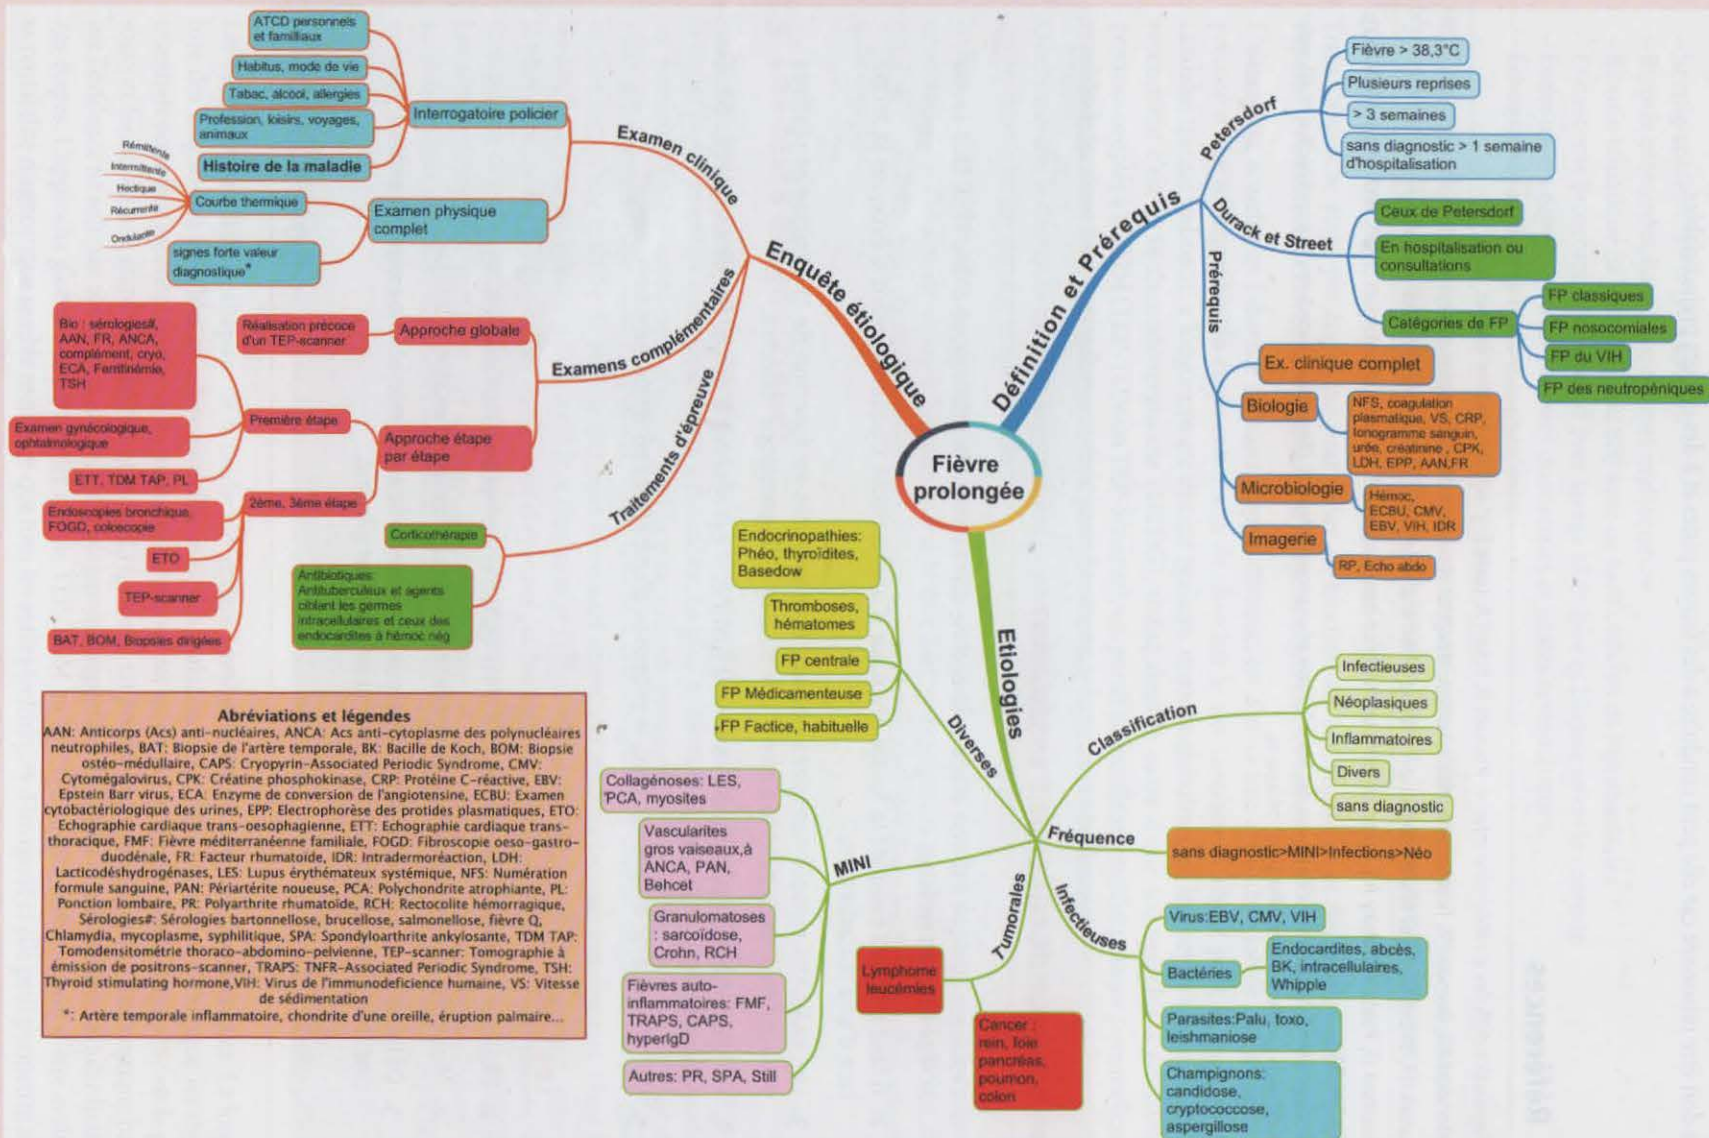 ATCD personnels
et familliaux
Habitus, mode de vie
Tabac, alcool, allergies
Profession, loisirs, voyages,
animaux
Histoire de la maladie
Interrogatoire policier
Rémittente
Intermittente
Hectique
Récurrente
Ondulante
Courbe thermique
signes forte valeur
diagnostique*
Examen physique
complet
Examen clinique
Enquête étiologique
Examens complémentaires
Approche globale
Réalisation précoce
d'un TEP-scanner
Approche étape
par étape
Première étape
Bio : sérologies#,
AAN, FR, ANCA,
complément, cryo,
ECA, Ferritinémie,
TSH
Examen gynécologique,
ophtalmologique
ETT, TDM TAP, PL
2ème, 3ème étape
Endoscopies bronchique,
FOGD, coloscopie
ETO
TEP-scanner
BAT, BOM, Biopsies dirigées
Traitements d'épreuve
Corticothérapie
Antibiotiques:
Antituberculeux et agents
ciblant les germes
intracellulaires et ceux des
endocardites à hémoc nég
Fièvre
prolongée
Définition et Prérequis
Petersdorf
Fièvre > 38,3°C
Plusieurs reprises
> 3 semaines
sans diagnostic > 1 semaine
d'hospitalisation
Durack et Street
Ceux de Petersdorf
En hospitalisation ou
consultations
Catégories de FP
FP classiques
FP nosocomiales
FP du VIH
FP des neutropéniques
Prérequis
Ex. clinique complet
Biologie
NFS, coagulation
plasmatique, VS, CRP,
Ionogramme sanguin,
urée, créatinine , CPK,
LDH, EPP, AAN,FR
Microbiologie
Hémoc,
ECBU, CMV,
EBV, VIH, IDR
Imagerie
RP, Echo abdo
Etiologies
Classification
Infectieuses
Néoplasiques
Inflammatoires
Divers
sans diagnostic
Fréquence
sans diagnostic>MINI>Infections>Néo
Infectieuses
Virus:EBV, CMV, VIH
Bactéries
Endocardites, abcès,
BK, intracellulaires,
Whipple
Parasites:Palu, toxo,
leishmaniose
Champignons:
candidose,
cryptococcose,
aspergillose
Tumorales
Lymphome
leucémies
Cancer :
rein, foie
pancréas,
poumon,
colon
MINI
Collagénoses: LES,
PCA, myosites
Vascularites
gros vaiseaux,à
ANCA, PAN,
Behcet
Granulomatoses
: sarcoïdose,
Crohn, RCH
Fièvres auto-
inflammatoires: FMF,
TRAPS, CAPS,
hyperIgD
Autres: PR, SPA, Still
Diverses
Endocrinopathies:
Phéo, thyroïdites,
Basedow
Thromboses,
hématomes
FP centrale
FP Médicamenteuse
FP Factice, habituelle
Abréviations et légendes
AAN: Anticorps (Acs) anti-nucléaires, ANCA: Acs anti-cytoplasme des polynucléaires
neutrophiles, BAT: Biopsie de l'artère temporale, BK: Bacille de Koch, BOM: Biopsie
ostéo-médullaire, CAPS: Cryopyrin-Associated Periodic Syndrome, CMV:
Cytomégalovirus, CPK: Créatine phosphokinase, CRP: Protéine C-réactive, EBV:
Epstein Barr virus, ECA: Enzyme de conversion de l'angiotensine, ECBU: Examen
cytobactériologique des urines, EPP: Electrophorèse des protides plasmatiques, ETO:
Echographie cardiaque trans-oesophagienne, ETT: Echographie cardiaque trans-
thoracique, FMF: Fièvre méditerranéenne familiale, FOGD: Fibroscopie oeso-gastro-
duodénale, FR: Facteur rhumatoïde, IDR: Intradermoréaction, LDH:
Lacticodéshydrogénases, LES: Lupus érythémateux systémique, NFS: Numération
formule sanguine, PAN: Périartérite noueuse, PCA: Polychondrite atrophiante, PL:
Ponction lombaire, PR: Polyarthrite rhumatoïde, RCH: Rectocolite hémorragique,
Sérologies#: Sérologies bartonnellose, brucellose, salmonellose, fièvre Q,
Chlamydia, mycoplasme, syphilitique, SPA: Spondyloarthrite ankylosante, TDM TAP:
Tomodensitométrie thoraco-abdomino-pelvienne, TEP-scanner: Tomographie à
émission de positrons-scanner, TRAPS: TNFR-Associated Periodic Syndrome, TSH:
Thyroid stimulating hormone,VIH: Virus de l'immunodeficience humaine, VS: Vitesse
de sédimentation
*: Artère temporale inflammatoire, chondrite d'une oreille, éruption palmaire...